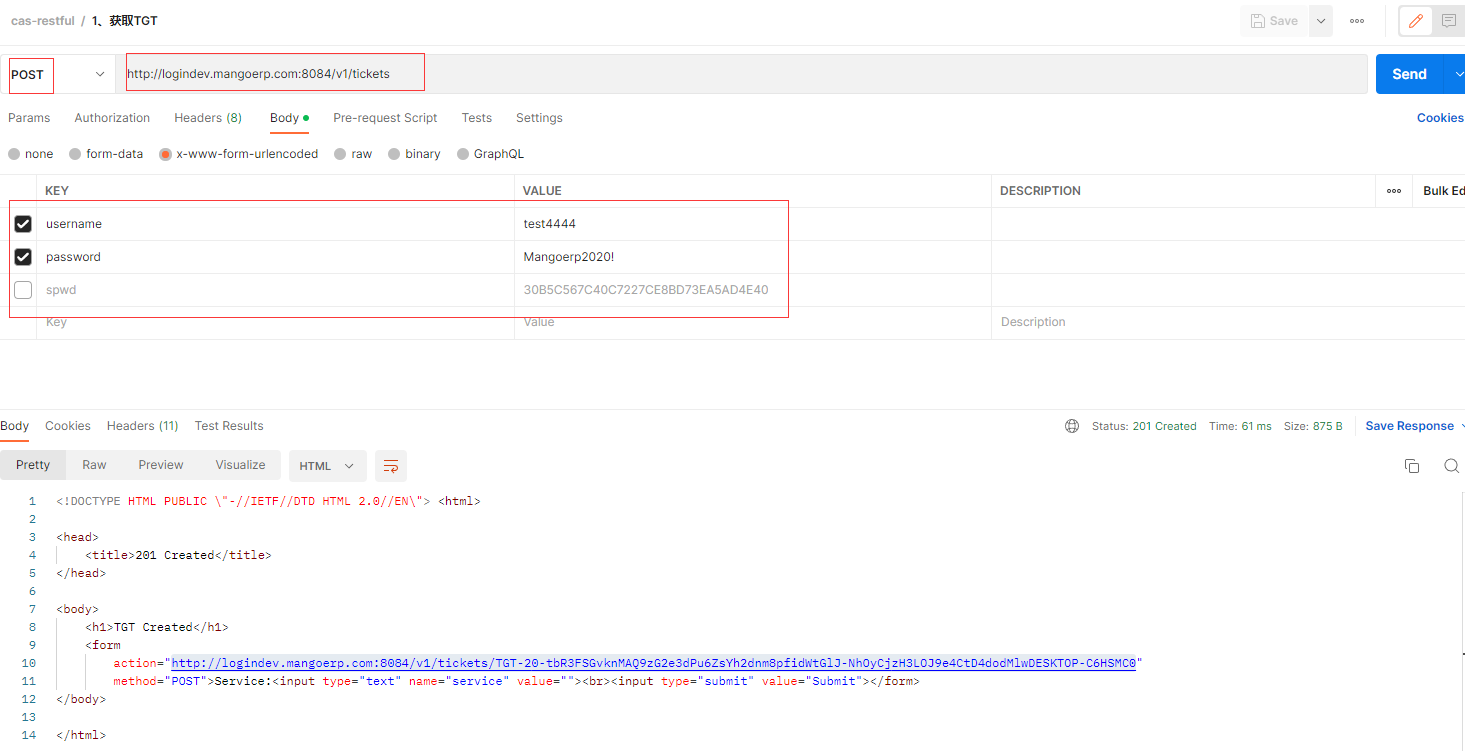 cas-restful / 1、获取TGT
Save
POST
http://logindev.mangoerp.com:8084/v1/tickets
Send
Params Authorization Headers (8) Body Pre-request Script Tests Settings Cookies
none form-data x-www-form-urlencoded raw binary GraphQL
KEY VALUE DESCRIPTION Bulk Ed
username test4444
password Mangoerp2020!
spwd 30B5C567C40C7227CE8BD73EA5AD4E40
Key Value Description
Body Cookies Headers (11) Test Results Status: 201 Created Time: 61 ms Size: 875 B Save Response
Pretty Raw Preview Visualize HTML
1 <!DOCTYPE HTML PUBLIC \"-//IETF//DTD HTML 2.0//EN\"> <html>
2
3 <head>
4 <title>201 Created</title>
5 </head>
6
7 <body>
8 <h1>TGT Created</h1>
9 <form
10 action="http://logindev.mangoerp.com:8084/v1/tickets/TGT-20-tbR3FSGvknMAQ9zG2e3dPu6ZsYh2dnm8pfidWtGlJ-NhOyCjzH3LOJ9e4CtD4dodMlwDESKTOP-C6HSMC0"
11 method="POST">Service:<input type="text" name="service" value=""><br><input type="submit" value="Submit"></form>
12 </body>
13
14 </html>